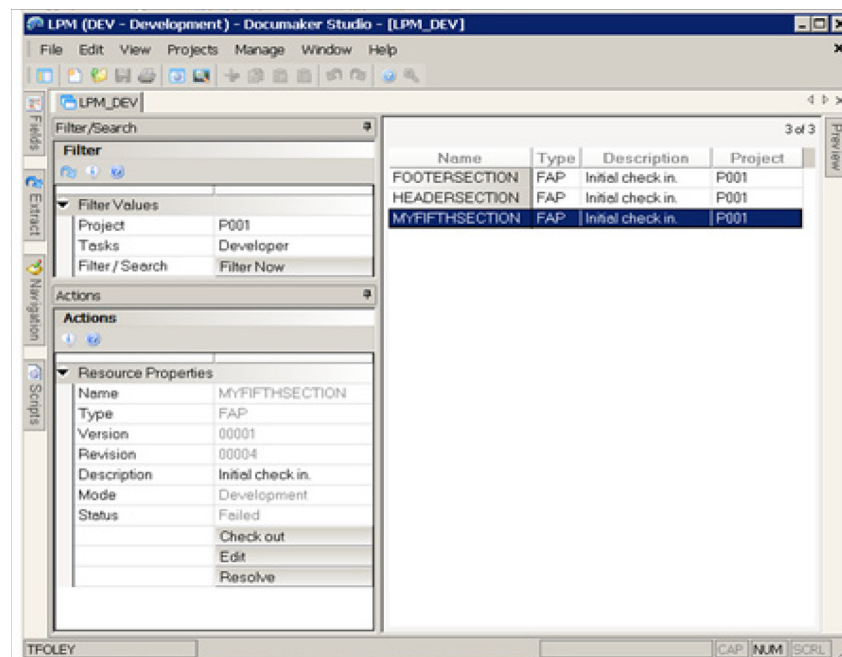 LPM (DEV - Development) - Documaker Studio - [LPM_DEV]
File Edit View Projects Manage Window Help
LPM_DEV
Fields
Extract
Navigation
Scripts
Filter/Search
Filter
Filter Values
Project P001
Tasks Developer
Filter / Search Filter Now
Actions
Actions
Resource Properties
Name MYFIFTHSECTION
Type FAP
Version 00001
Revision 00004
Description Initial check in.
Mode Development
Status Failed
Check out
Edit
Resolve
3 of 3
Name Type Description Project
FOOTERSECTION FAP Initial check in. P001
HEADERSECTION FAP Initial check in. P001
MYFIFTHSECTION FAP Initial check in. P001
Preview
TFOLEY CAP NUM SCRL